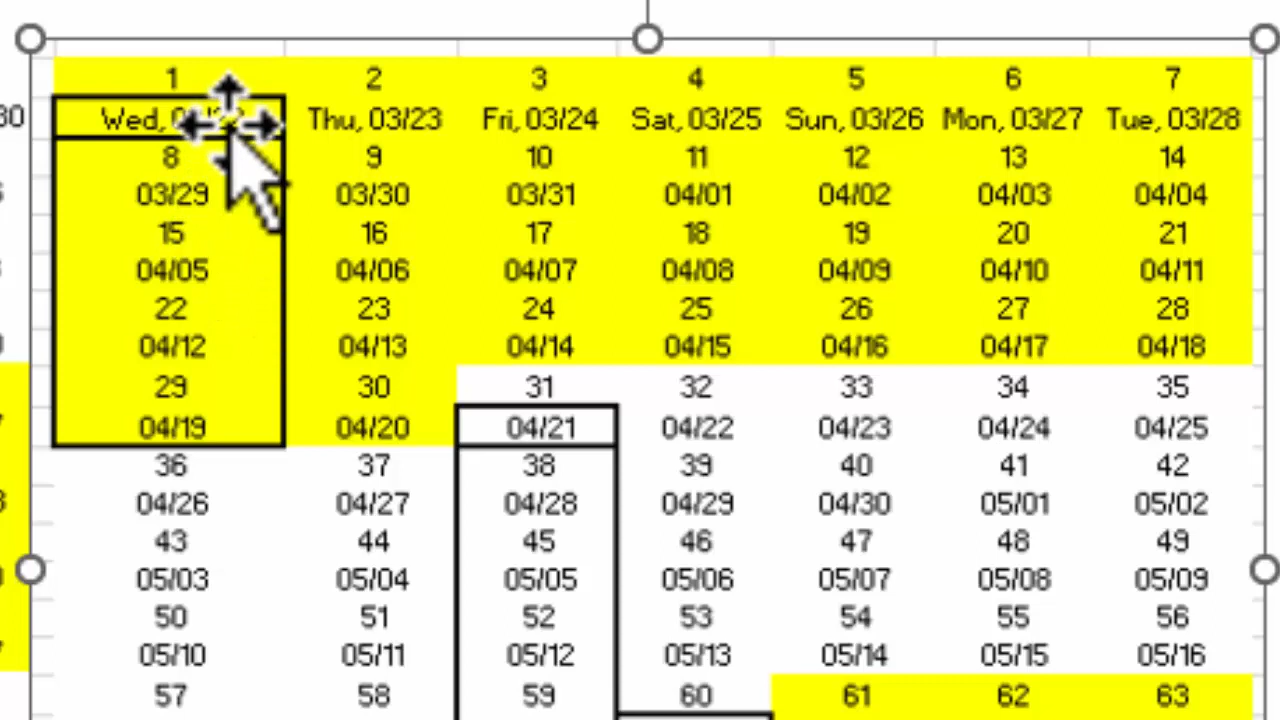 1 2 3 4 5 6 7
30 Wed, Thu, 03/23 Fri, 03/24 Sat, 03/25 Sun, 03/26 Mon, 03/27 Tue, 03/28
8 9 10 11 12 13 14
03/29 03/30 03/31 04/01 04/02 04/03 04/04
15 16 17 18 19 20 21
04/05 04/06 04/07 04/08 04/09 04/10 04/11
22 23 24 25 26 27 28
04/12 04/13 04/14 04/15 04/16 04/17 04/18
29 30 31 32 33 34 35
04/19 04/20 04/21 04/22 04/23 04/24 04/25
36 37 38 39 40 41 42
04/26 04/27 04/28 04/29 04/30 05/01 05/02
43 44 45 46 47 48 49
05/03 05/04 05/05 05/06 05/07 05/08 05/09
50 51 52 53 54 55 56
05/10 05/11 05/12 05/13 05/14 05/15 05/16
57 58 59 60 61 62 63